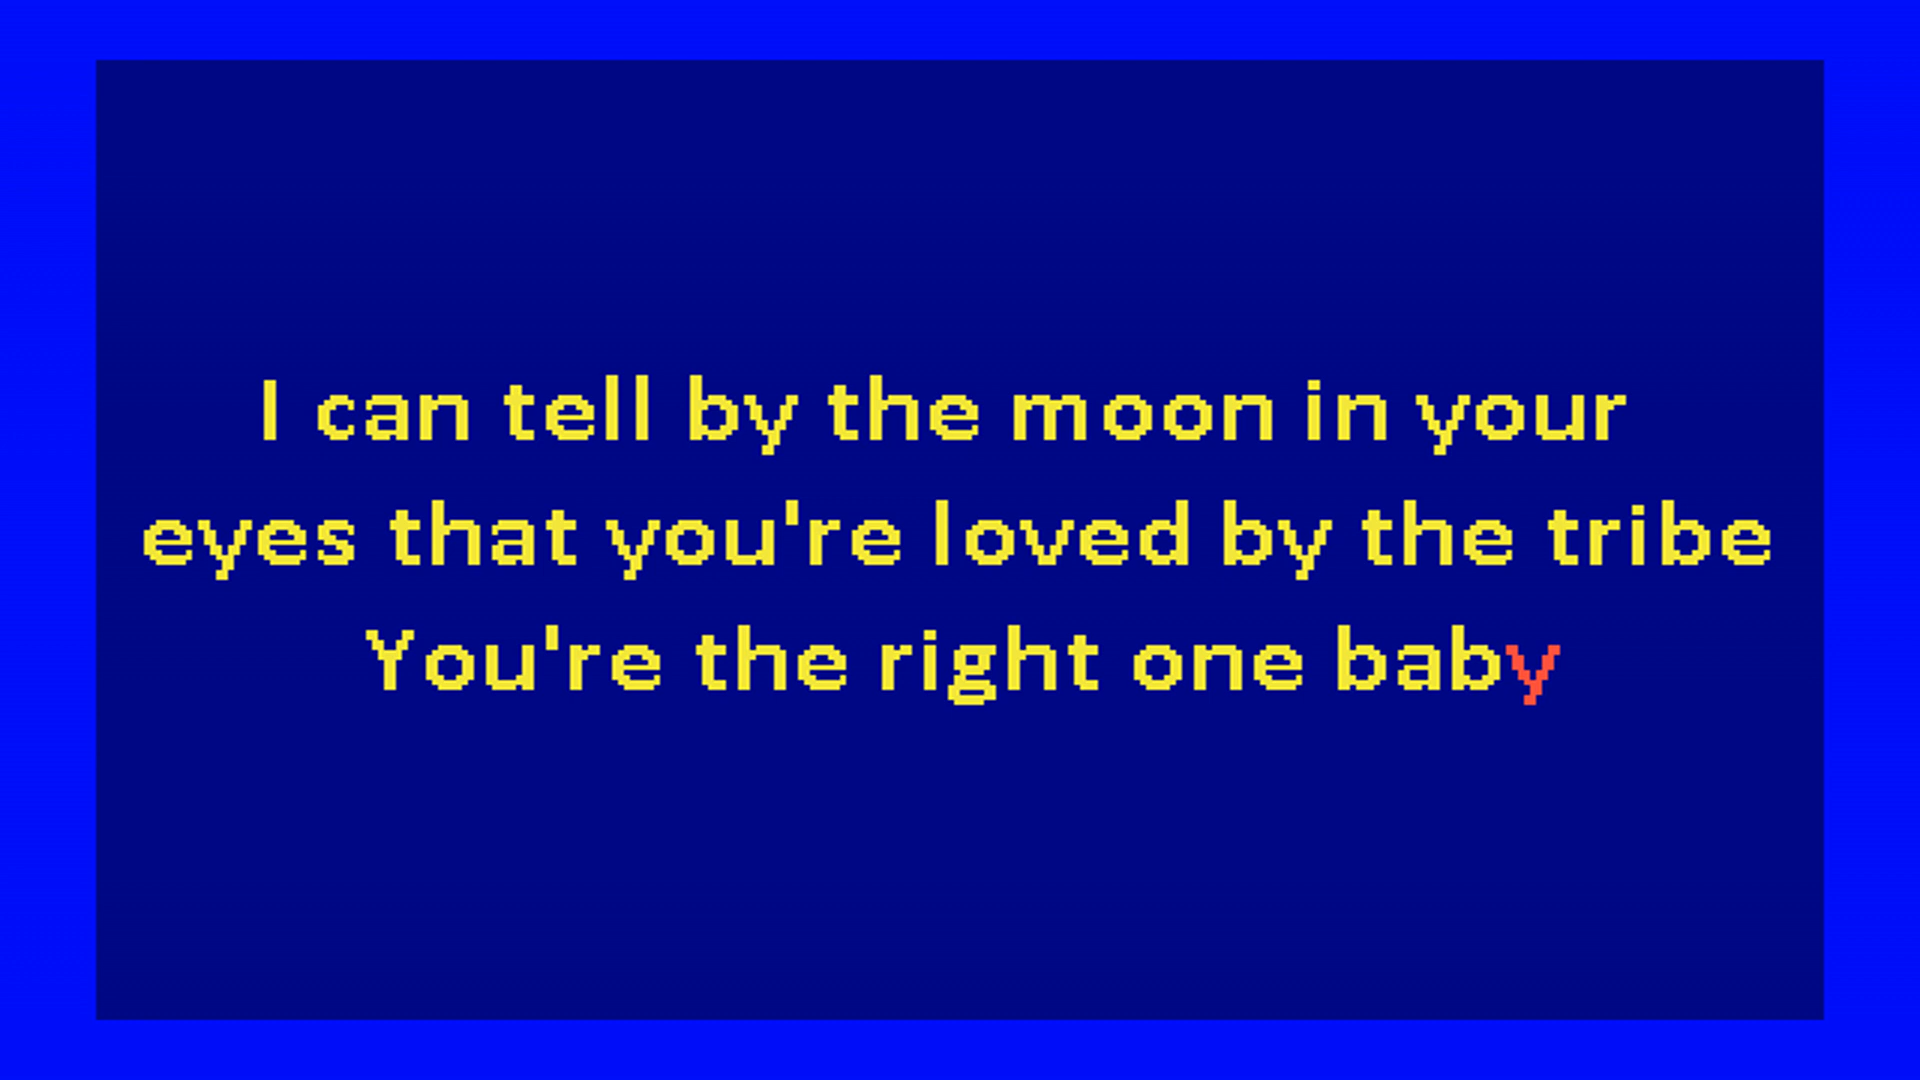 I can tell by the moon in your
eyes that you're loved by the tribe
You're the right one baby